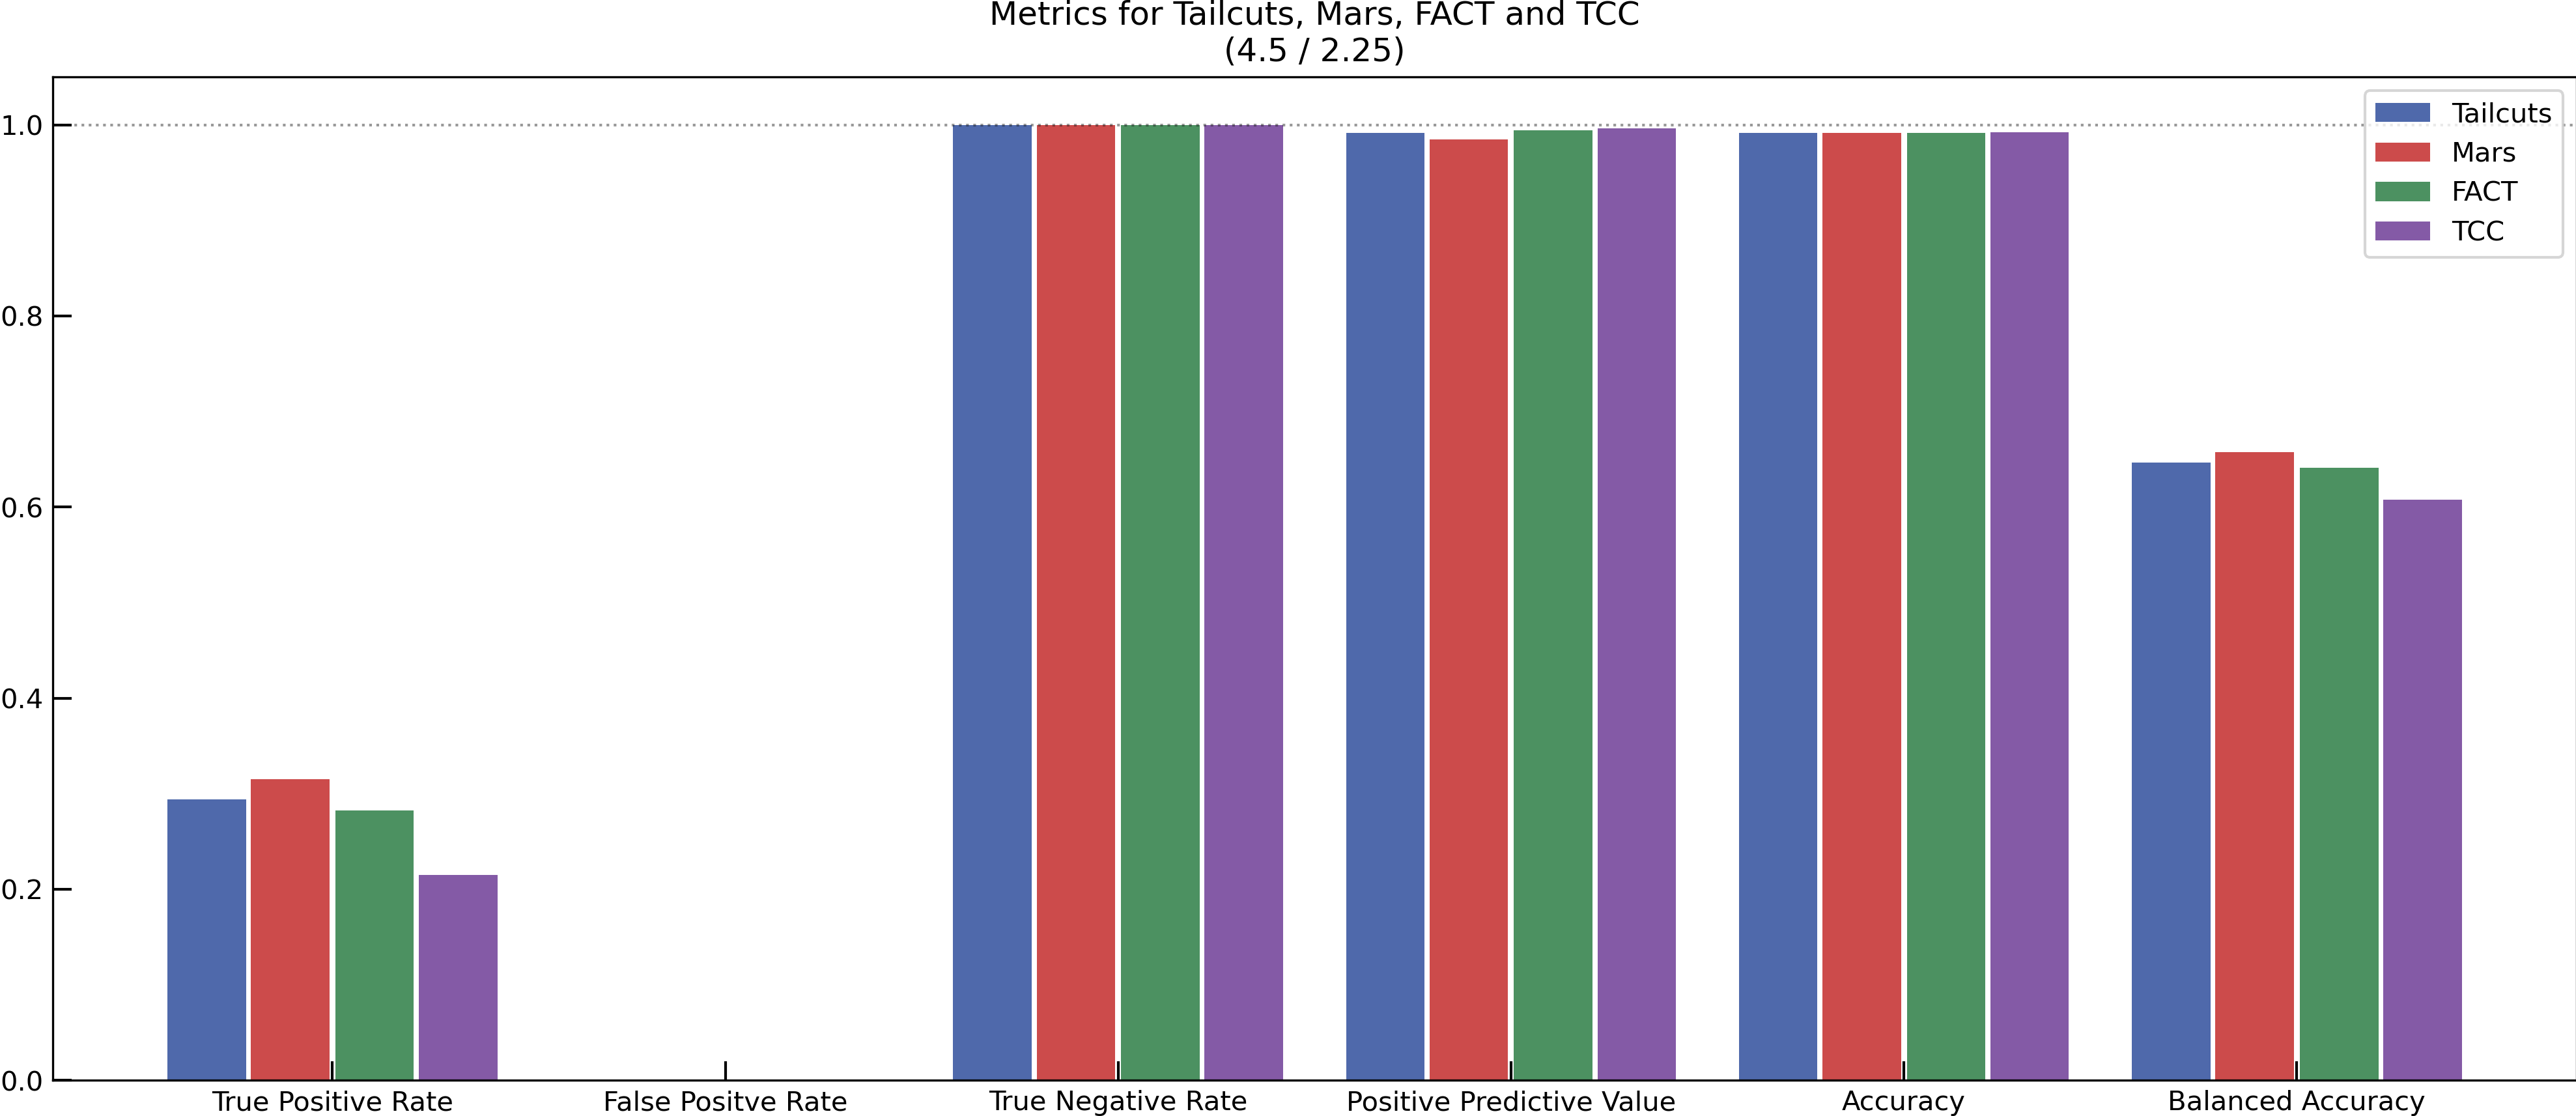 Metrics for Tailcuts, Mars, FACT and TCC
(4.5 / 2.25)
1.0
0.8
0.6
0.4
0.2
0.0
Tailcuts
Mars
FACT
TCC
True Positive Rate
False Positve Rate
True Negative Rate
Positive Predictive Value
Accuracy
Balanced Accuracy